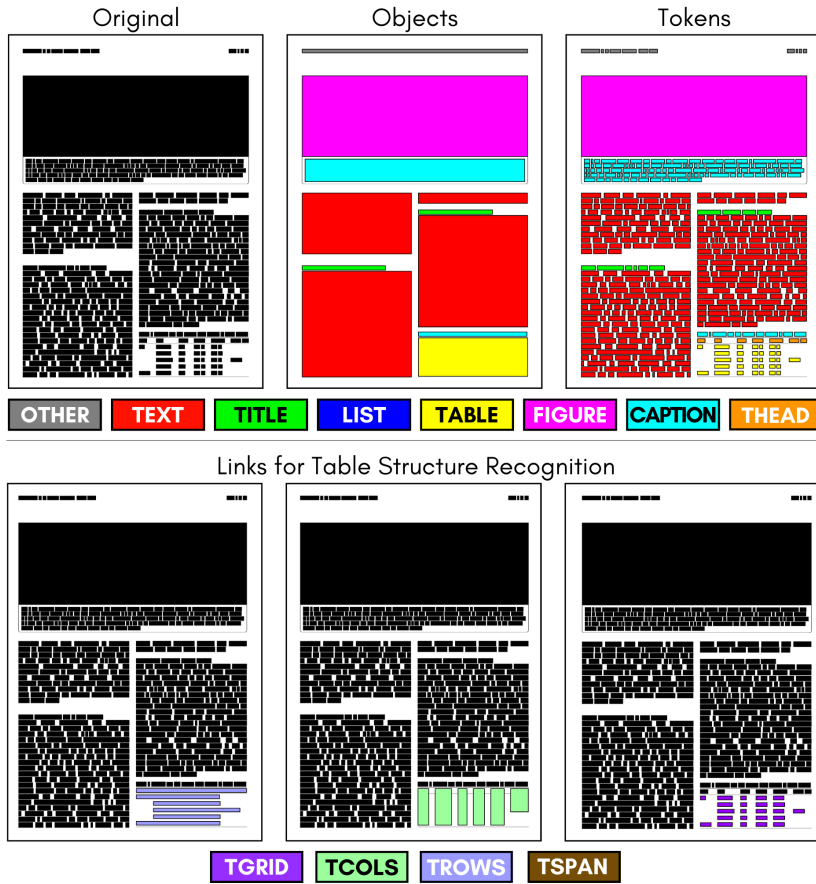 Original Objects Tokens
OTHER TEXT TITLE LIST TABLE FIGURE CAPTION THEAD
Links for Table Structure Recognition
TGRID TCOLS TROWS TSPAN